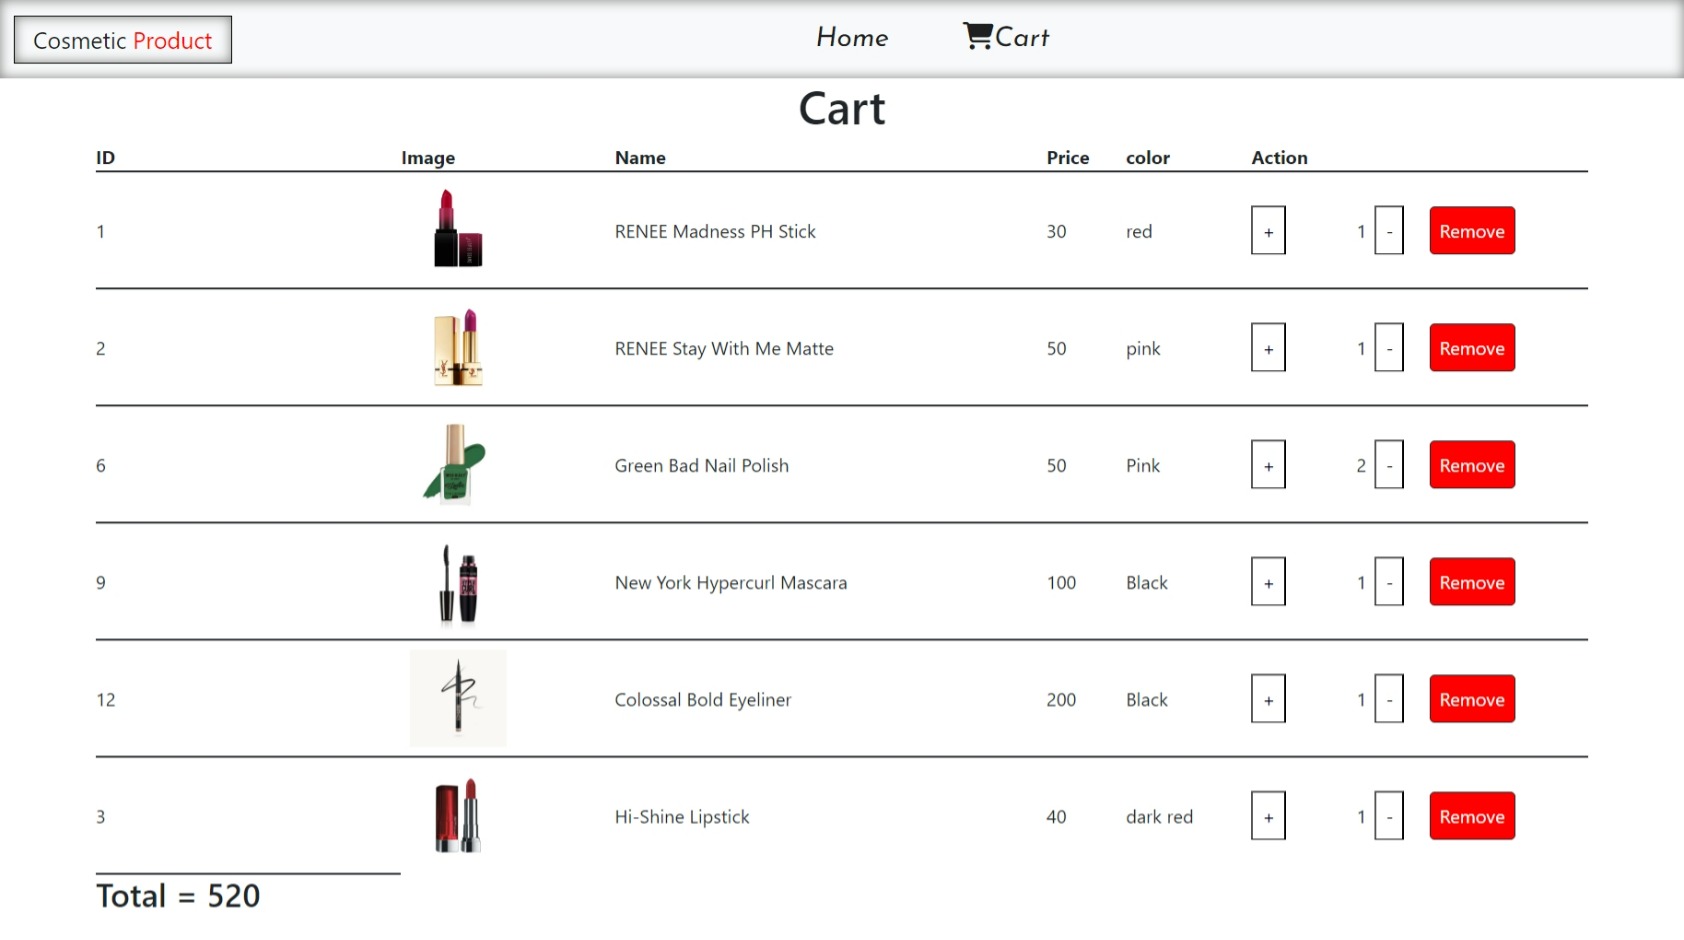 Cosmetic Product
Home Cart
Cart
ID Image Name Price color Action
1 RENEE Madness PH Stick 30 red + 1 - Remove
2 RENEE Stay With Me Matte 50 pink + 1 - Remove
6 Green Bad Nail Polish 50 Pink + 2 - Remove
9 New York Hypercurl Mascara 100 Black + 1 - Remove
12 Colossal Bold Eyeliner 200 Black + 1 - Remove
3 Hi-Shine Lipstick 40 dark red + 1 - Remove
Total = 520